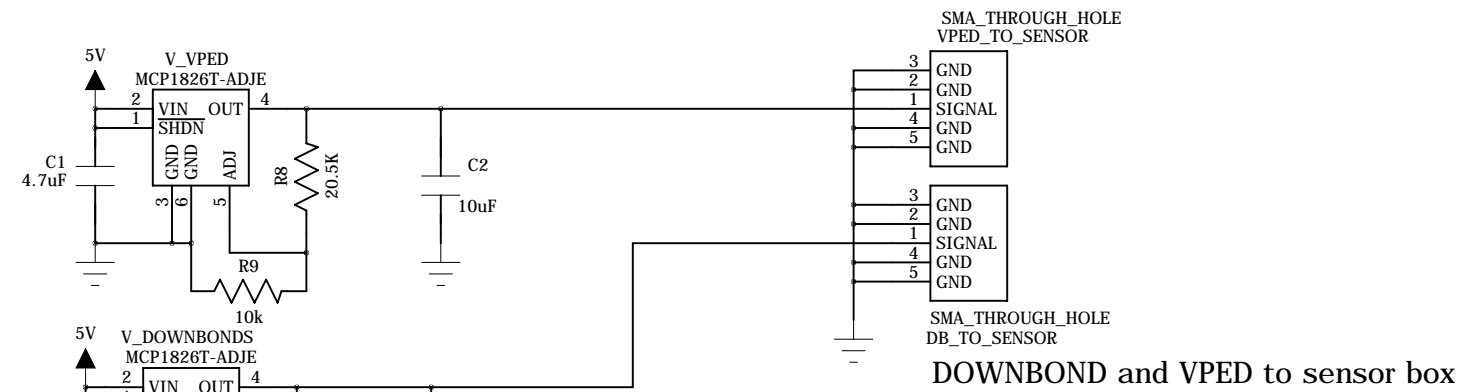 SMA_THROUGH_HOLE
VPED_TO_SENSOR
5V
V_VPED
MCP1826T-ADJE
3 GND
2 GND
1 SIGNAL
4 GND
5 GND
2 VIN OUT 4
1 SHDN
GND GND ADJ
3 6 5
C1
4.7uF
R8
20.5K
C2
10uF
R9
10k
3 GND
2 GND
1 SIGNAL
4 GND
5 GND
SMA_THROUGH_HOLE
DB_TO_SENSOR
5V
V_DOWNBONDS
MCP1826T-ADJE
2 VIN OUT 4
DOWNBOND and VPED to sensor box